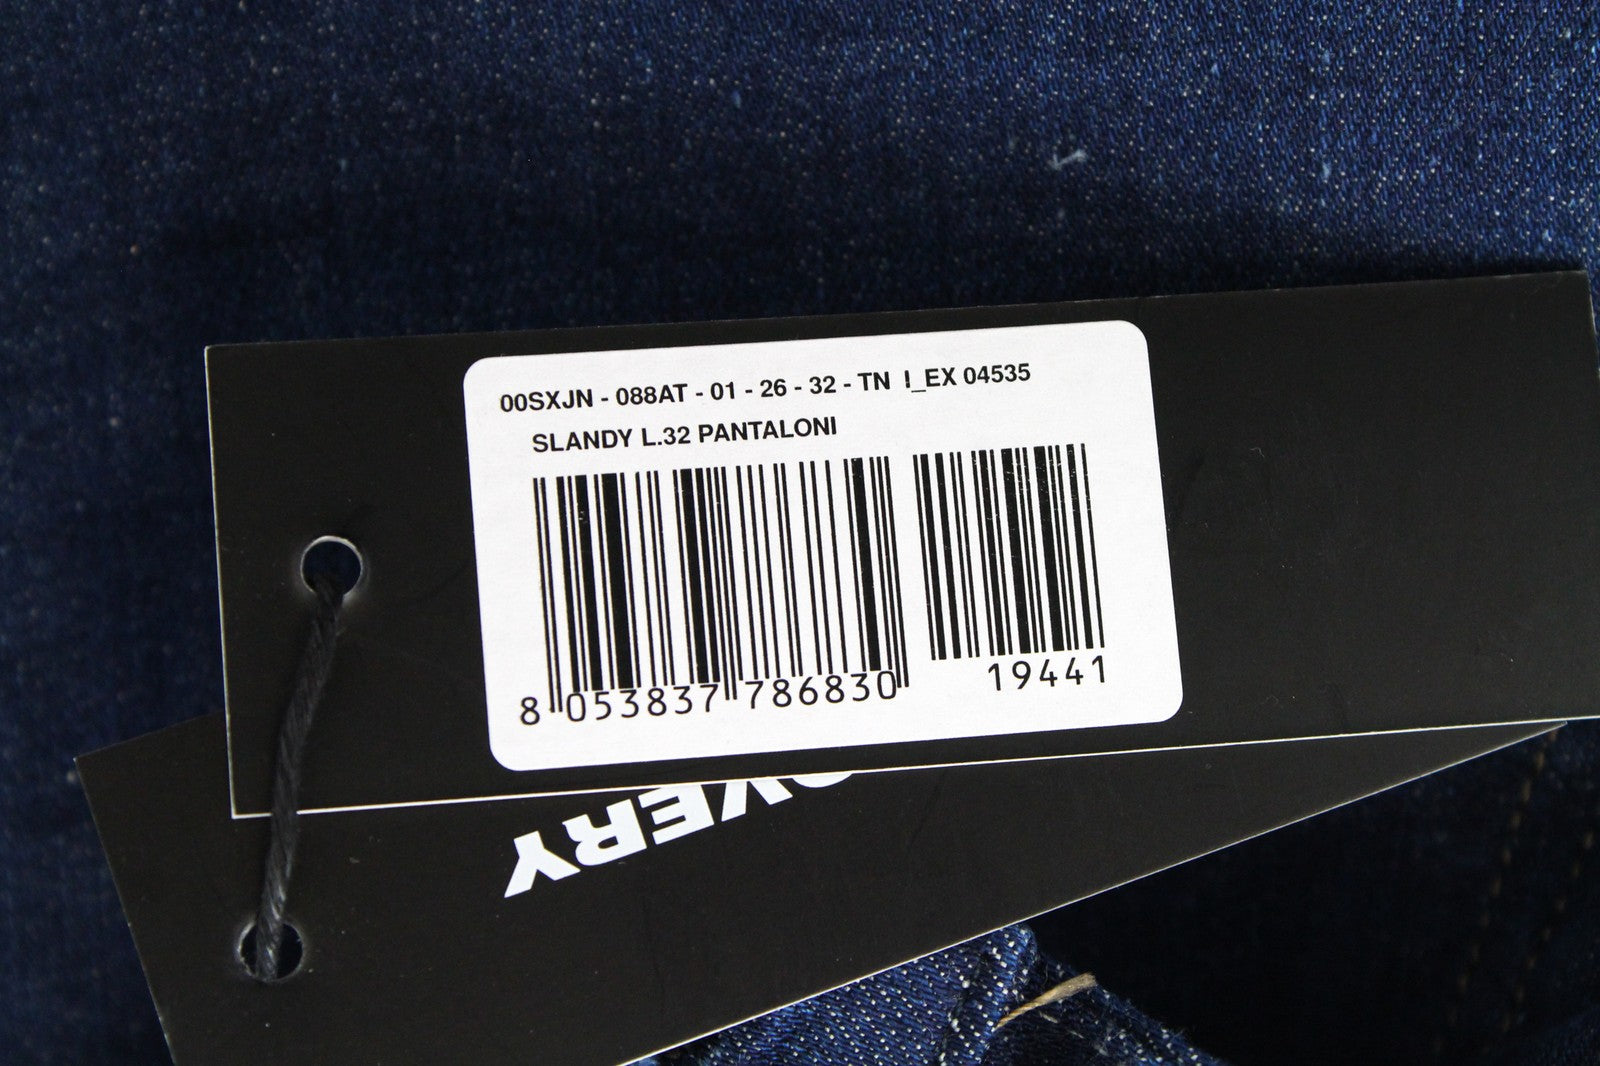 00SXJN - 088AT - 01 - 26 - 32 - TN I_EX 04535
SLANDY L.32 PANTALONI
8 053837 786830
19441